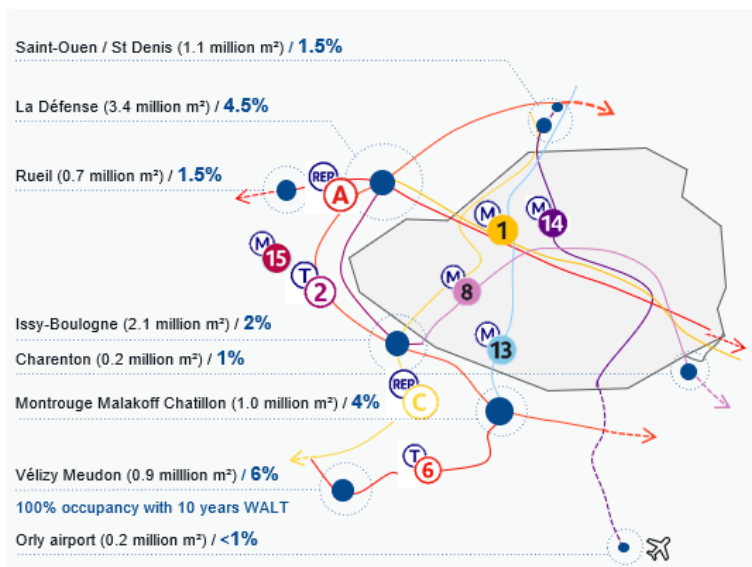 Saint-Ouen / St Denis (1.1 million m²) / 1.5%
La Défense (3.4 million m²) / 4.5%
Rueil (0.7 million m²) / 1.5%
RER
A
M
1
M
14
M
15
T
2
M
8
Issy-Boulogne (2.1 million m²) / 2%
M
13
Charenton (0.2 million m²) / 1%
RER
C
Montrouge Malakoff Chatillon (1.0 million m²) / 4%
T
6
Vélizy Meudon (0.9 milllion m²) / 6%
100% occupancy with 10 years WALT
Orly airport (0.2 million m²) / <1%